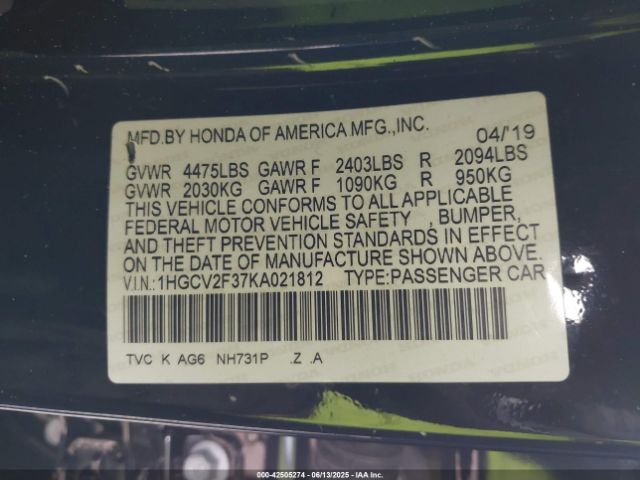 MFD.BY HONDA OF AMERICA MFG.,INC. 04/'19
GVWR 4475LBS GAWR F 2403LBS R 2094LBS
GVWR 2030KG GAWR F 1090KG R 950KG
THIS VEHICLE CONFORMS TO ALL APPLICABLE
FEDERAL MOTOR VEHICLE SAFETY , BUMPER,
AND THEFT PREVENTION STANDARDS IN EFFECT
ON THE DATE OF MANUFACTURE SHOWN ABOVE.
V.I.N.:1HGCV2F37KA021812 TYPE:PASSENGER CAR
TVC K AG6 NH731P .Z .A
000-42505274 | 06/13/2025 - IAA Inc.